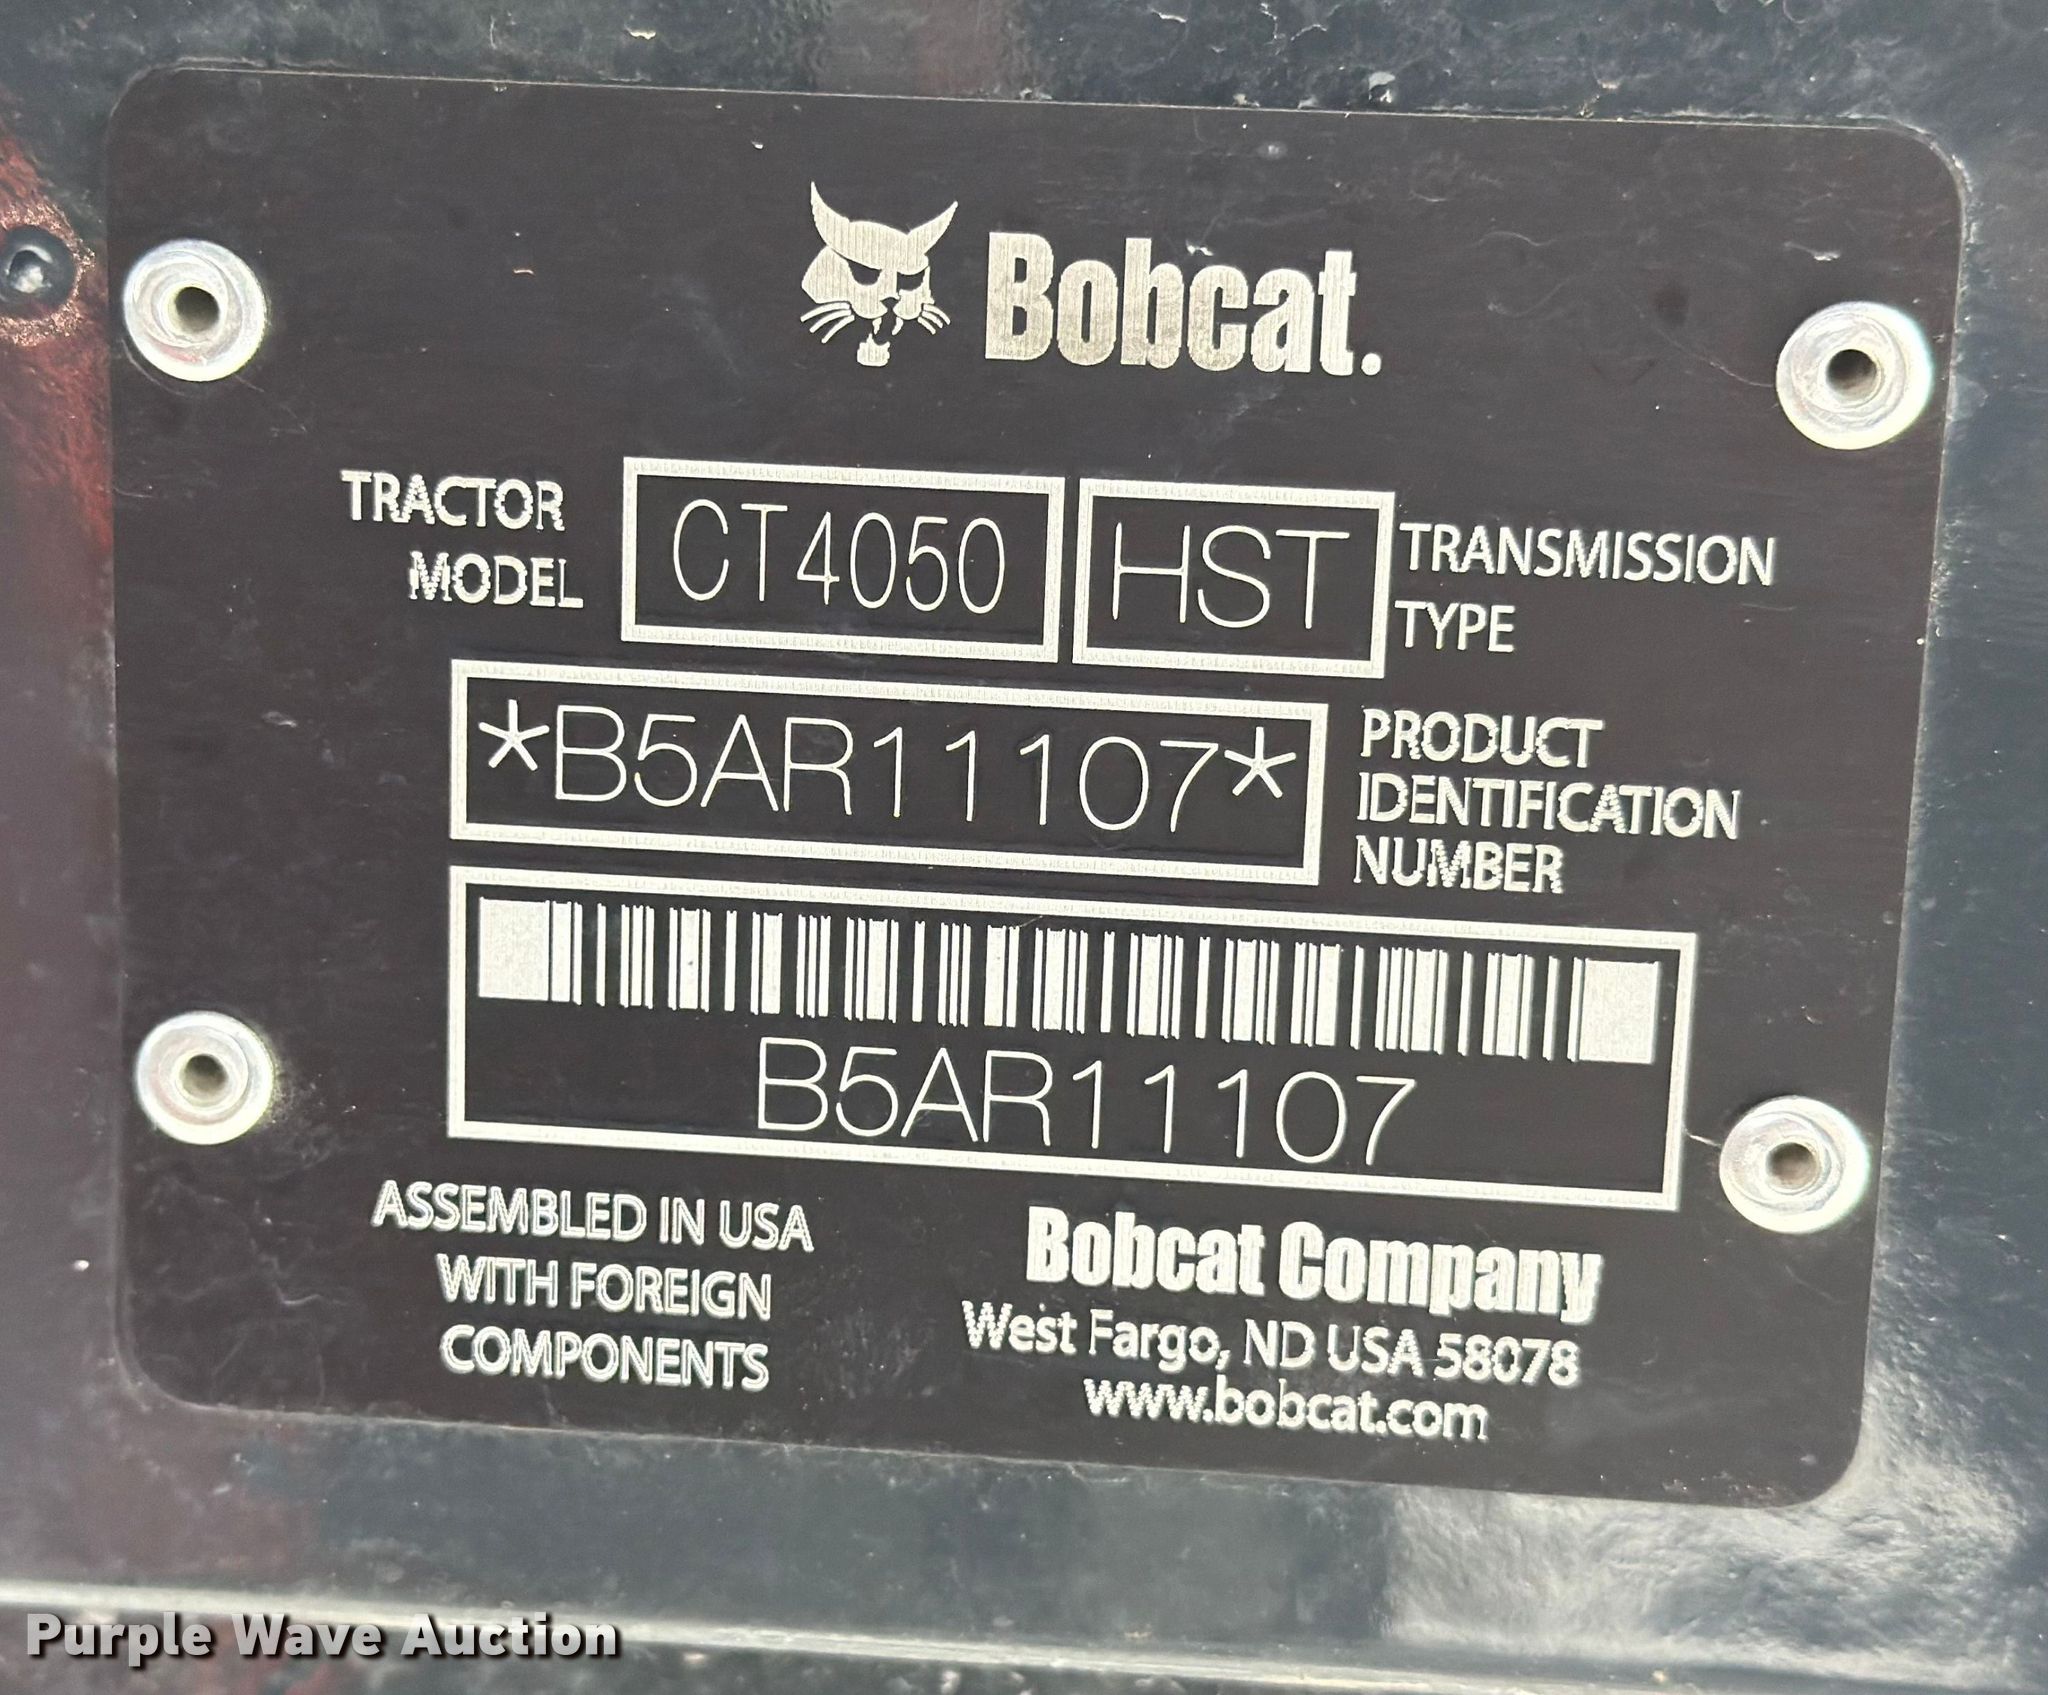 Bobcat.
TRACTOR MODEL CT4050 HST TRANSMISSION TYPE
*B5AR11107* PRODUCT IDENTIFICATION NUMBER
B5AR11107
ASSEMBLED IN USA
WITH FOREIGN
COMPONENTS
Bobcat Company
West Fargo, ND USA 58078
www.bobcat.com
Purple Wave Auction